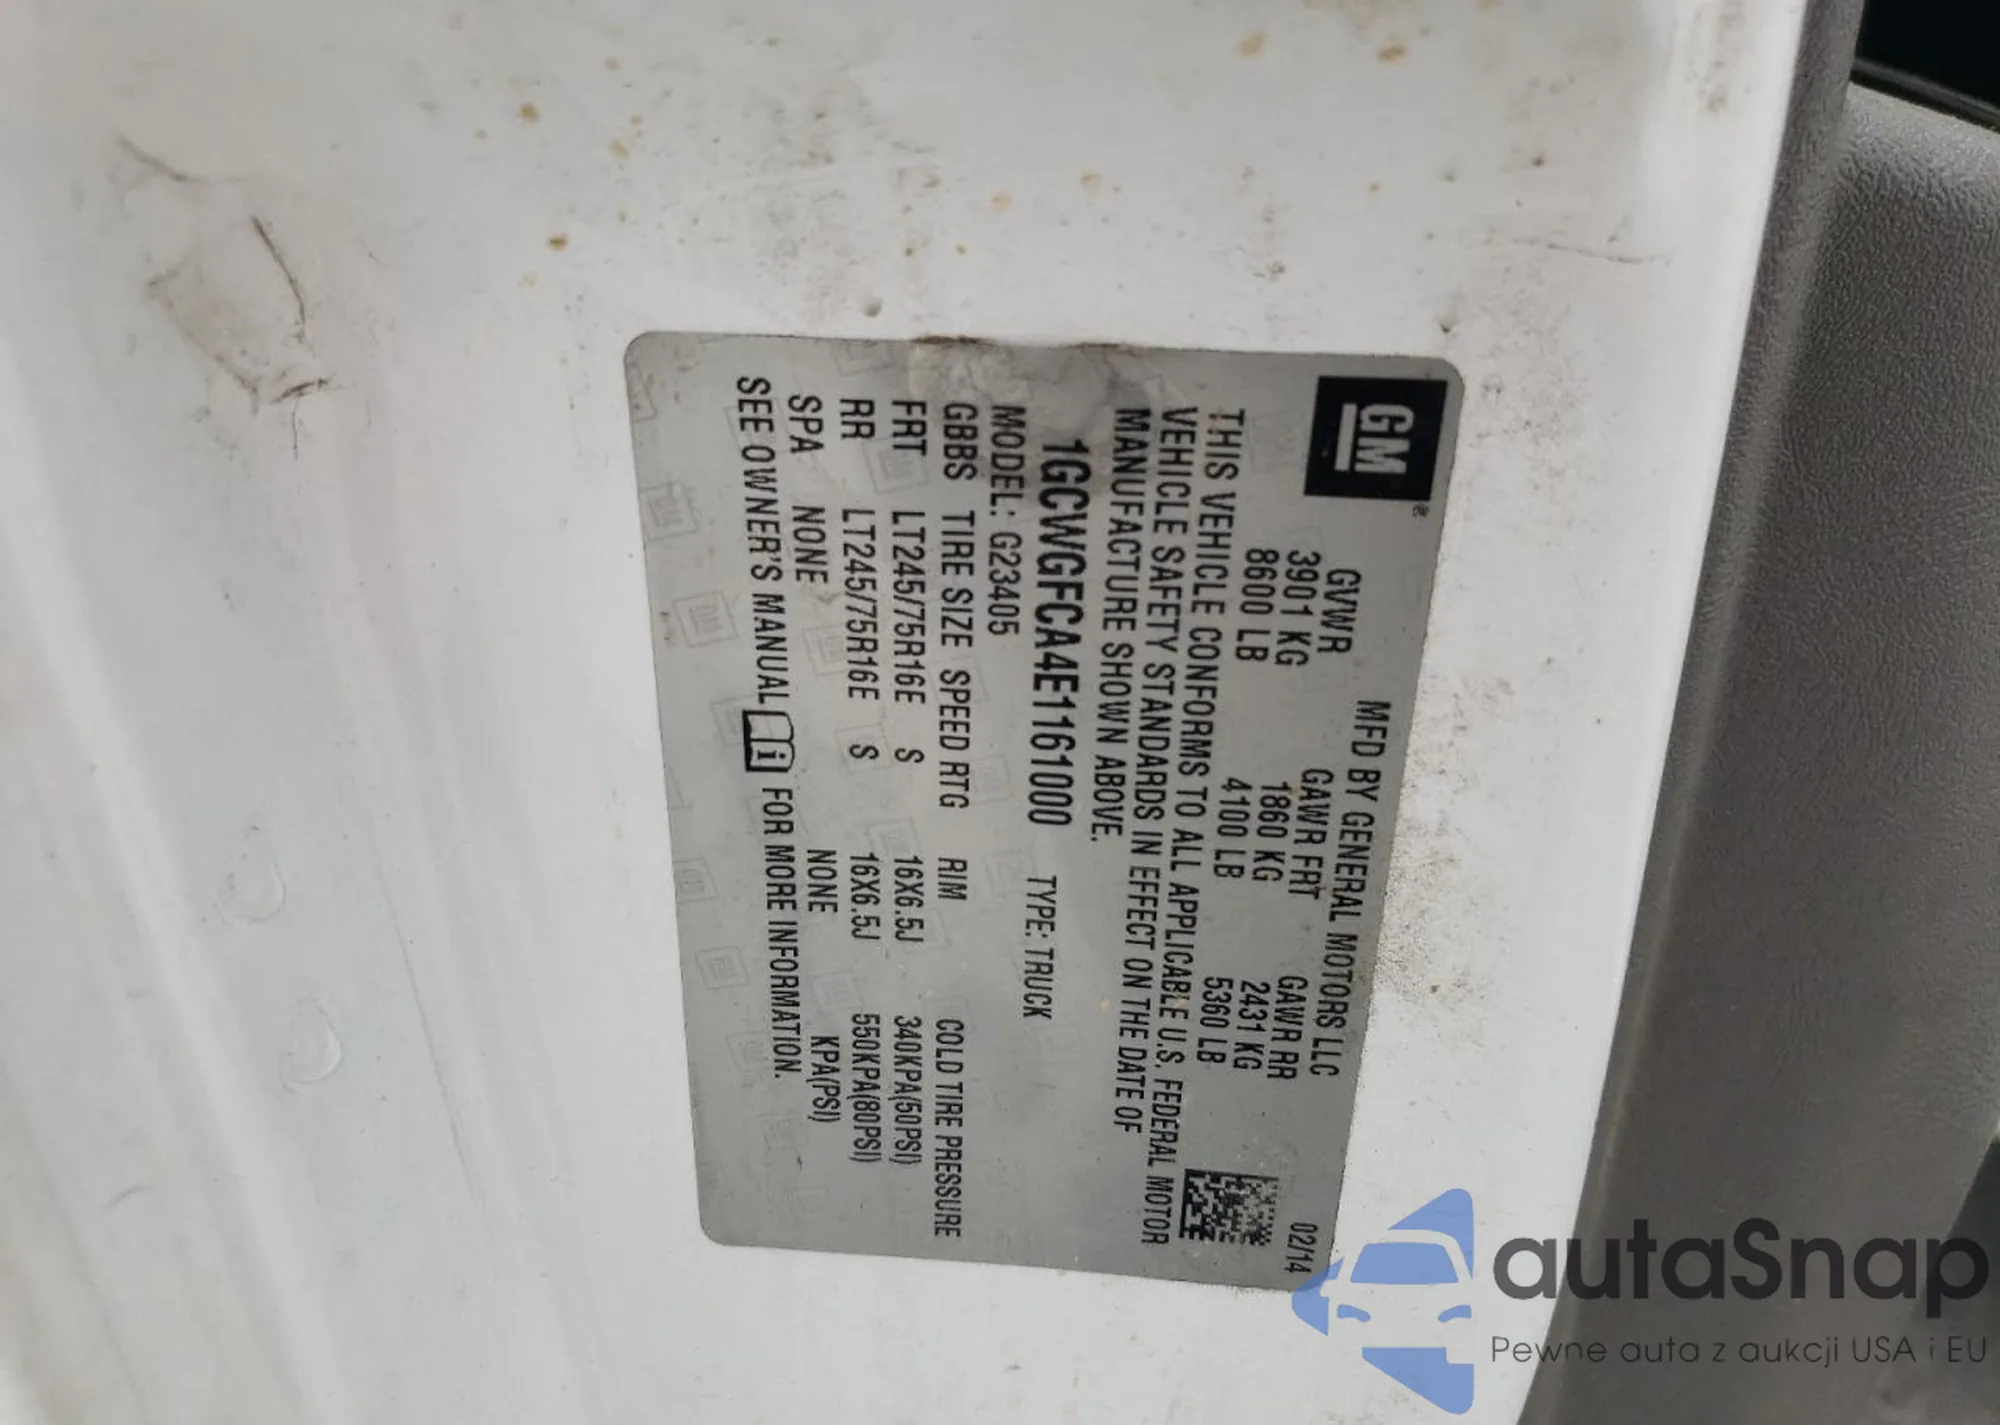 GM®
MFD BY GENERAL MOTORS LLC 02/14
GVWR GAWR FRT GAWR RR
3901 KG 1860 KG 2431 KG
8600 LB 4100 LB 5360 LB
THIS VEHICLE CONFORMS TO ALL APPLICABLE U.S. FEDERAL MOTOR
VEHICLE SAFETY STANDARDS IN EFFECT ON THE DATE OF
MANUFACTURE SHOWN ABOVE.
1GCWGFCA4E1161000 TYPE: TRUCK
MODEL: G23405
GBBS TIRE SIZE SPEED RTG RIM COLD TIRE PRESSURE
FRT LT245/75R16E S 16X6.5J 340KPA(50PSI)
RR LT245/75R16E S 16X6.5J 550KPA(80PSI)
SPA NONE NONE KPA(PSI)
SEE OWNER'S MANUAL i FOR MORE INFORMATION.
autaSnap
Pewne auta z aukcji USA i EU